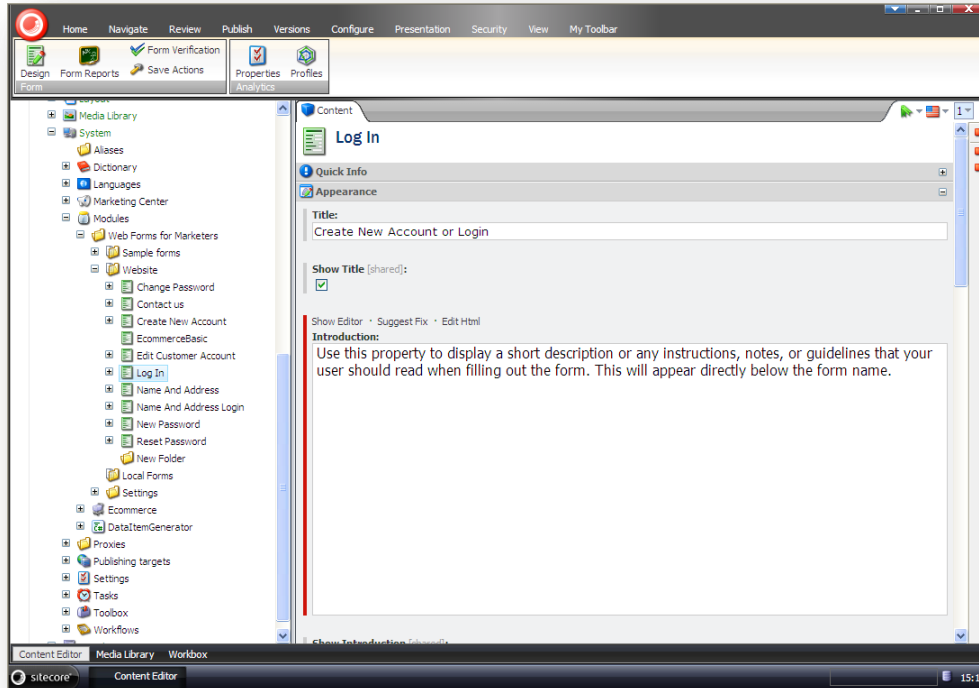 Home Navigate Review Publish Versions Configure Presentation Security View My Toolbar
Form Verification
Save Actions
Design Form Reports Properties Profiles
Form Analytics
Layout
Media Library
System
Aliases
Dictionary
Languages
Marketing Center
Modules
Web Forms for Marketers
Sample forms
Website
Change Password
Contact us
Create New Account
EcommerceBasic
Edit Customer Account
Log In
Name And Address
Name And Address Login
New Password
Reset Password
New Folder
Local Forms
Settings
Ecommerce
DataItemGenerator
Proxies
Publishing targets
Settings
Tasks
Toolbox
Workflows
Content
1
Log In
Quick Info
Appearance
Title:
Create New Account or Login
Show Title [shared]:
Show Editor · Suggest Fix · Edit Html
Introduction:
Use this property to display a short description or any instructions, notes, or guidelines that your
user should read when filling out the form. This will appear directly below the form name.
Show Introduction [shared]:
Content Editor Media Library Workbox
sitecore Content Editor